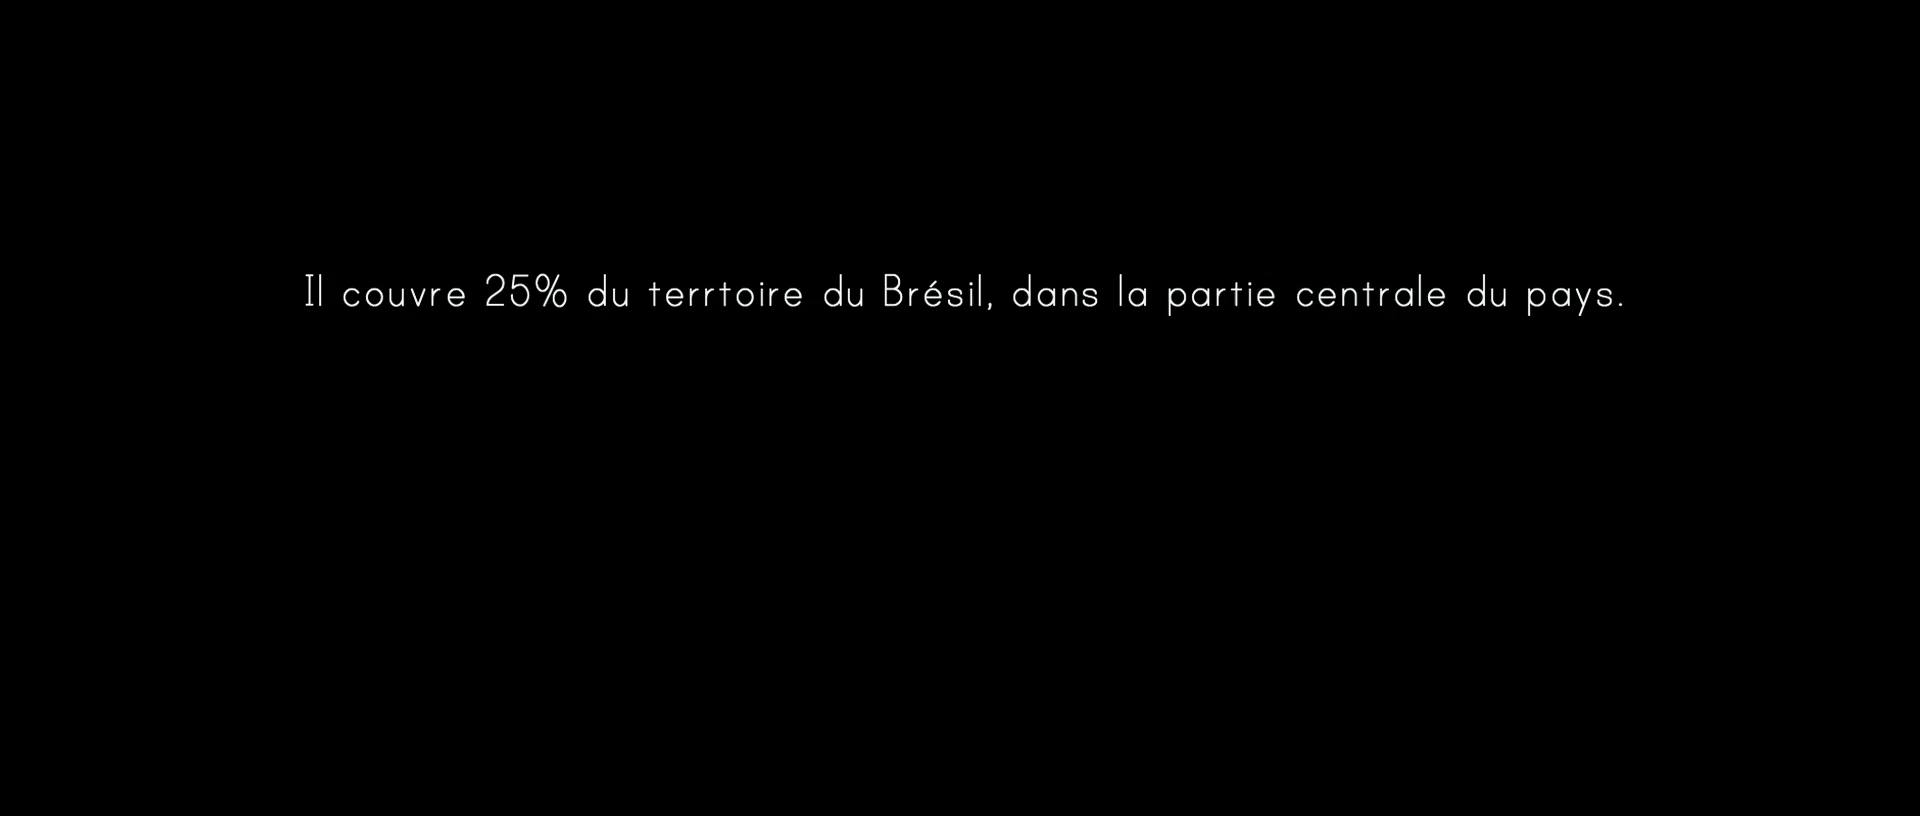 Il couvre 25% du terrtoire du Brésil, dans la partie centrale du pays.